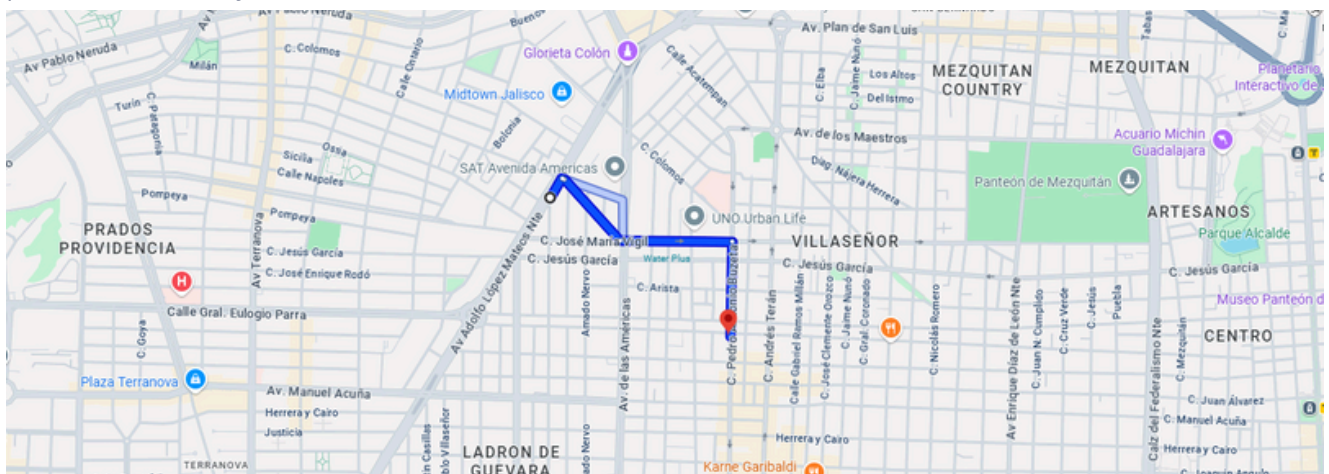 Av Pablo Neruda
Av. Plan de San Luis
C. Colomos
Glorieta Colón
Av Pablo Neruda
Milán
Calle Ontario
Calle Acatempan
C. Elba
C. Jaime Nunó
Los Altos
Del Istmo
MEZQUITAN
COUNTRY
MEZQUITAN
Planetario
Interactivo de
Midtown Jalisco
Turín
C. Patagonia
Bolonia
Av. de los Maestros
Acuario Michin
Guadalajara
Ossa
Sicilia
Calle Napoles
SAT Avenida Americas
C. Colomos
Diag. Nájera Herrera
Panteón de Mezquitán
Pompeya
Pompeya
UNO Urban Life
ARTESANOS
PRADOS
PROVIDENCIA
Parque Alcalde
C. José María Vigil
VILLASEÑOR
C. Jesús García
C. Jesús García
Water Plus
C. Jesús García
C. Jesús García
C. José Enrique Rodó
Av Terranova
Av Adolfo López Mateos Nte
Amado Nervo
C. Arista
Av. de las Américas
Calle Gral. Eulogio Parra
C. Goya
C. Pedro
Buzeta
C. Andrés Terán
Calle Gabriel Ramos Millán
C. José Clemente Orozco
C. Jaime Nunó
C. Gral. Coronado
C. Nicolás Romero
Av Enrique Díaz de León Nte
C. Juan N. Cumplido
C. Cruz Verde
C. Jesús
Puebla
Calz del Federalismo Nte
C. Mezquitán
Museo Panteón d
CENTRO
Plaza Terranova
Av. Manuel Acuña
C. Juan Álvarez
C. Manuel Acuña
Herrera y Cairo
Justicia
Herrera y Cairo
Herrera y Cairo
TERRANOVA
LADRON DE
GUEVARA
Karne Garibaldi